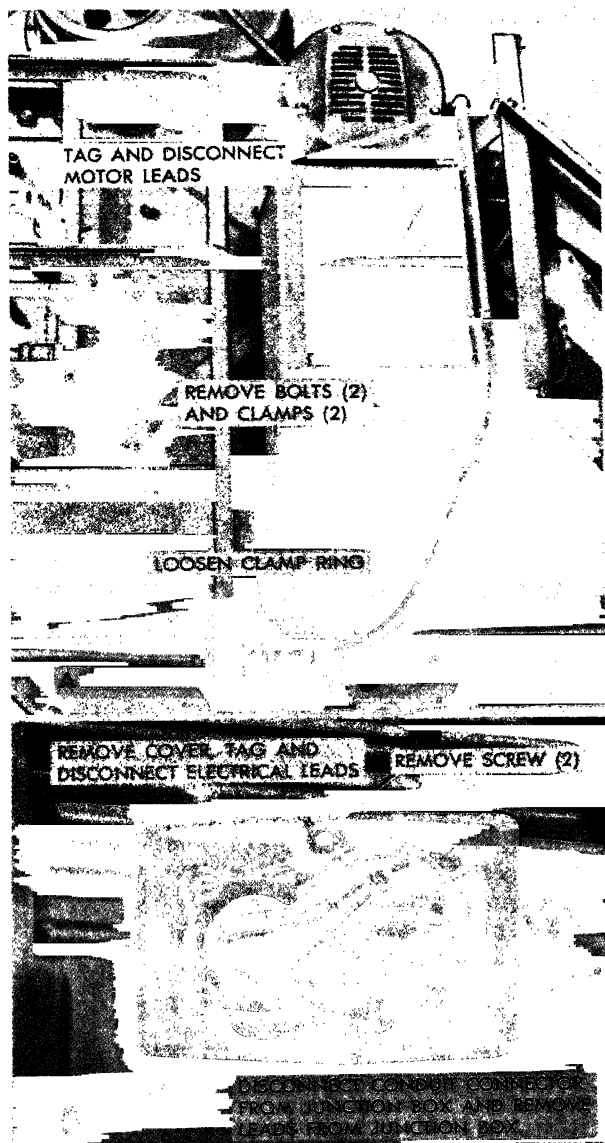 TAG AND DISCONNECT
MOTOR LEADS
REMOVE BOLTS (2)
AND CLAMPS (2)
LOOSEN CLAMP RING
A
REMOVE COVER, TAG AND
DISCONNECT ELECTRICAL LEADS
REMOVE SCREW (2)
DISCONNECT CONDUIT CONNECTOR
FROM JUNCTION BOX AND REMOVE
LEADS FROM JUNCTION BOX.